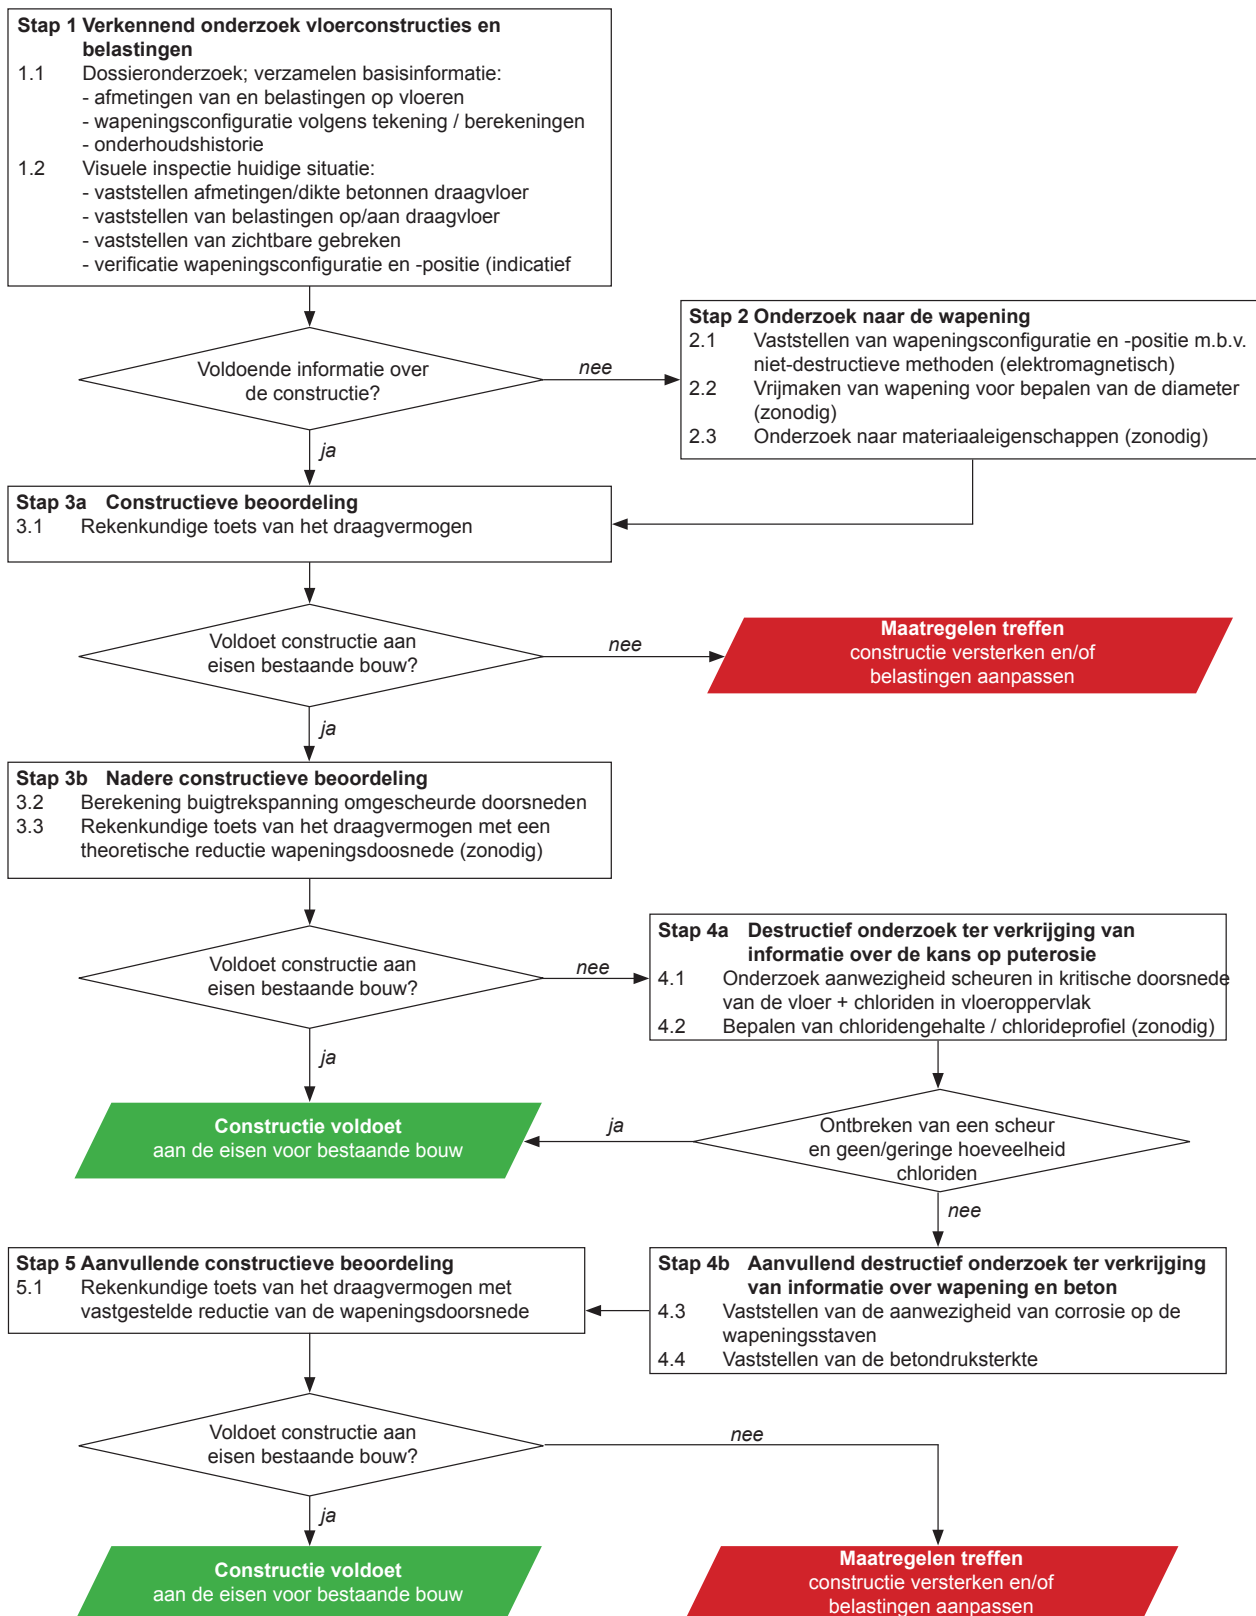 Stap 1 Verkennend onderzoek vloerconstructies en
belastingen
1.1 Dossieronderzoek; verzamelen basisinformatie:
- afmetingen van en belastingen op vloeren
- wapeningsconfiguratie volgens tekening / berekeningen
- onderhoudshistorie
1.2 Visuele inspectie huidige situatie:
- vaststellen afmetingen/dikte betonnen draagvloer
- vaststellen van belastingen op/aan draagvloer
- vaststellen van zichtbare gebreken
- verificatie wapeningsconfiguratie en -positie (indicatief
Voldoende informatie over
de constructie?
nee
ja
Stap 2 Onderzoek naar de wapening
2.1 Vaststellen van wapeningsconfiguratie en -positie m.b.v.
niet-destructieve methoden (elektromagnetisch)
2.2 Vrijmaken van wapening voor bepalen van de diameter
(zonodig)
2.3 Onderzoek naar materiaaleigenschappen (zonodig)
Stap 3a Constructieve beoordeling
3.1 Rekenkundige toets van het draagvermogen
Voldoet constructie aan
eisen bestaande bouw?
nee
Maatregelen treffen
constructie versterken en/of
belastingen aanpassen
ja
Stap 3b Nadere constructieve beoordeling
3.2 Berekening buigtrekspanning omgescheurde doorsneden
3.3 Rekenkundige toets van het draagvermogen met een
theoretische reductie wapeningsdoosnede (zonodig)
Voldoet constructie aan
eisen bestaande bouw?
nee
ja
Stap 4a Destructief onderzoek ter verkrijging van
informatie over de kans op puterosie
4.1 Onderzoek aanwezigheid scheuren in kritische doorsnede
van de vloer + chloriden in vloeroppervlak
4.2 Bepalen van chloridengehalte / chlorideprofiel (zonodig)
Ontbreken van een scheur
en geen/geringe hoeveelheid
chloriden
ja
nee
Constructie voldoet
aan de eisen voor bestaande bouw
Stap 4b Aanvullend destructief onderzoek ter verkrijging
van informatie over wapening en beton
4.3 Vaststellen van de aanwezigheid van corrosie op de
wapeningsstaven
4.4 Vaststellen van de betondruksterkte
Stap 5 Aanvullende constructieve beoordeling
5.1 Rekenkundige toets van het draagvermogen met
vastgestelde reductie van de wapeningsdoorsnede
Voldoet constructie aan
eisen bestaande bouw?
nee
ja
Constructie voldoet
aan de eisen voor bestaande bouw
Maatregelen treffen
constructie versterken en/of
belastingen aanpassen